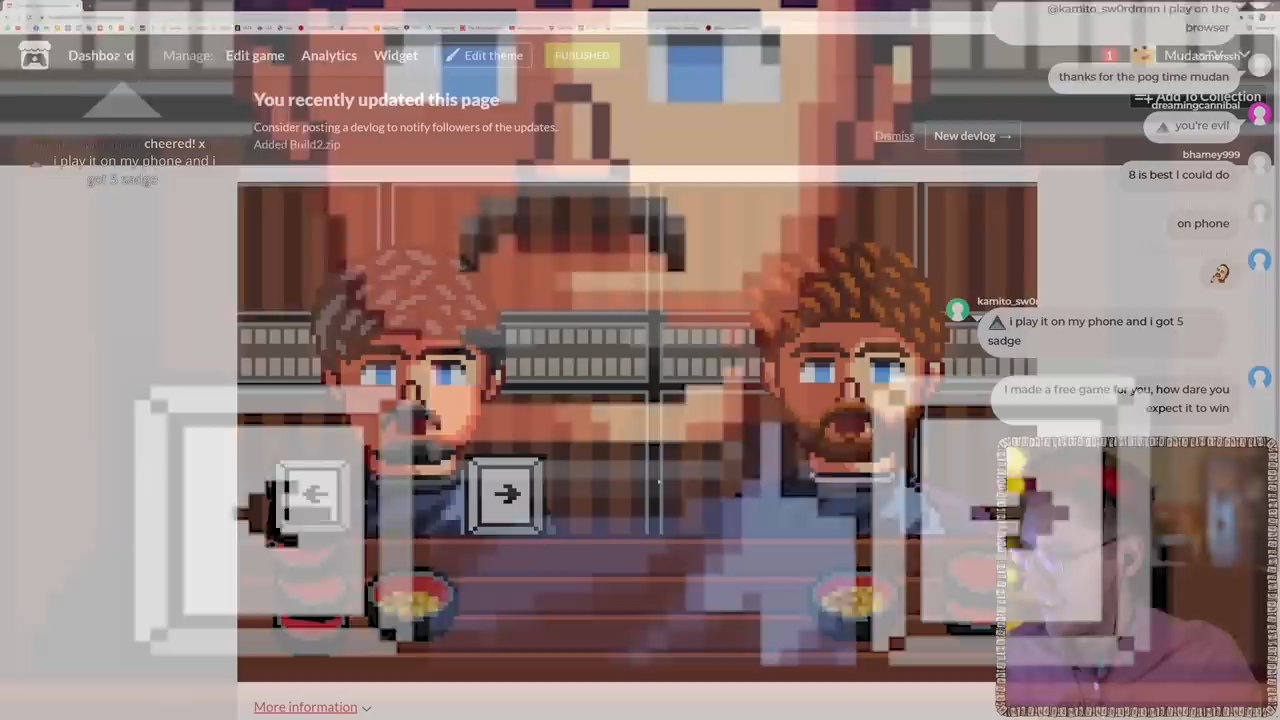 @kamito_sw0rdman i play on the
browser
Dashboard
Manage:
Edit game
Analytics
Widget
Edit theme
PUBLISHED
1
MudanTV
tomerssh
thanks for the pog time mudan
Add To Collection
dreamingcannibal
you're evil
You recently updated this page
Consider posting a devlog to notify followers of the updates.
Added Build2.zip
Dismiss
New devlog →
cheered! x
i play it on my phone and i
got 5 sadge
bhamey999
8 is best I could do
on phone
kamito_sw0r
i play it on my phone and i got 5
sadge
I made a free game for you, how dare you
expect it to win
More information